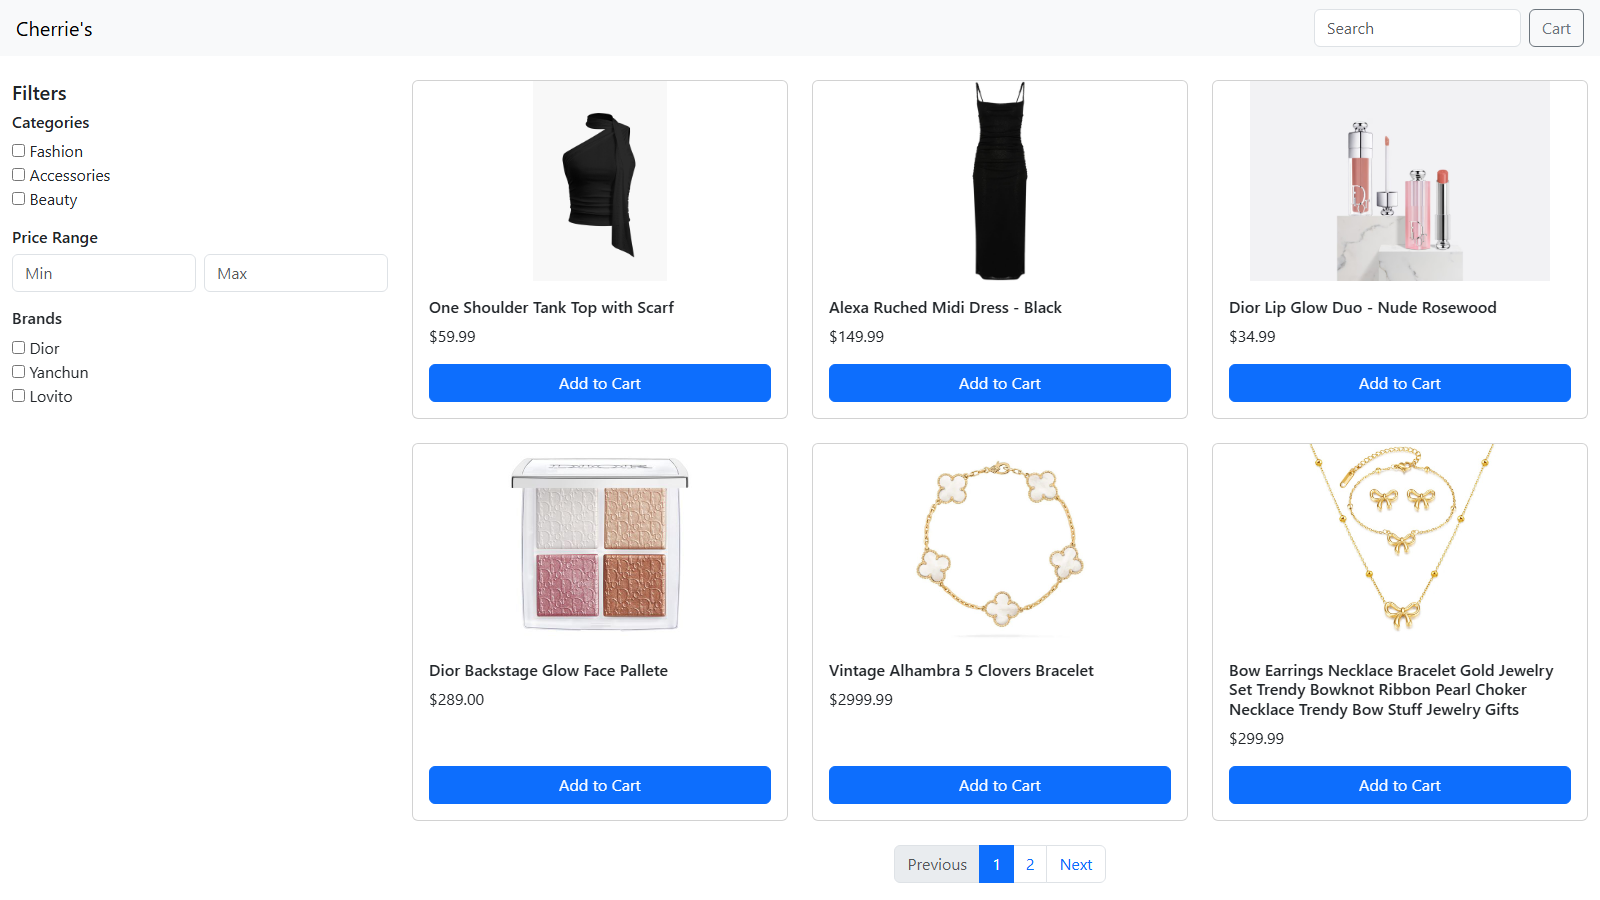 Cherrie's
Search
Cart
Filters
Categories
Fashion
Accessories
Beauty
Price Range
Min
Max
Brands
Dior
Yanchun
Lovito
One Shoulder Tank Top with Scarf
$59.99
Add to Cart
Alexa Ruched Midi Dress - Black
$149.99
Add to Cart
Dior Lip Glow Duo - Nude Rosewood
$34.99
Add to Cart
Dior Backstage Glow Face Pallete
$289.00
Add to Cart
Vintage Alhambra 5 Clovers Bracelet
$2999.99
Add to Cart
Bow Earrings Necklace Bracelet Gold Jewelry
Set Trendy Bowknot Ribbon Pearl Choker
Necklace Trendy Bow Stuff Jewelry Gifts
$299.99
Add to Cart
Previous
1
2
Next